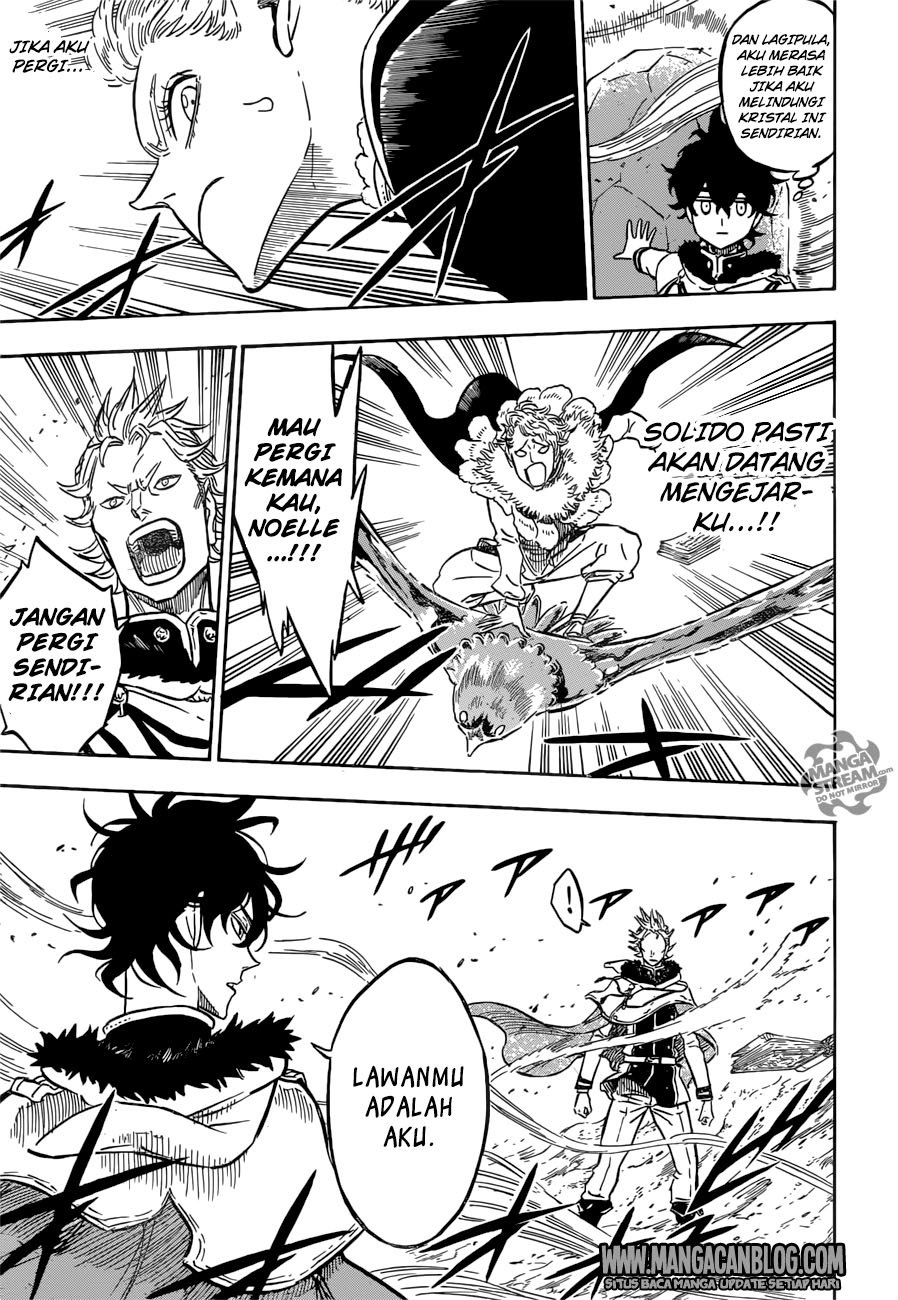 DAN LAGIPULA,
AKU MERASA
LEBIH BAIK
JIKA AKU
MELINDUNGI
KRISTAL INI
SENDIRIAN.
JIKA AKU
PERGI...
SOLIDO PASTI
AKAN DATANG
MENGEJAR-
KU...!!
MAU
PERGI
KEMANA
KAU,
NOELLE
...!!!
JANGAN
PERGI
SENDI-
RIAN!!!
MANGA
STREAM.com
DO NOT MIRROR
!
LAWANMU
ADALAH
AKU.
WWW.MANGACANBLOG.COM
SITUS BACA MANGA UPDATE SETIAP HARI